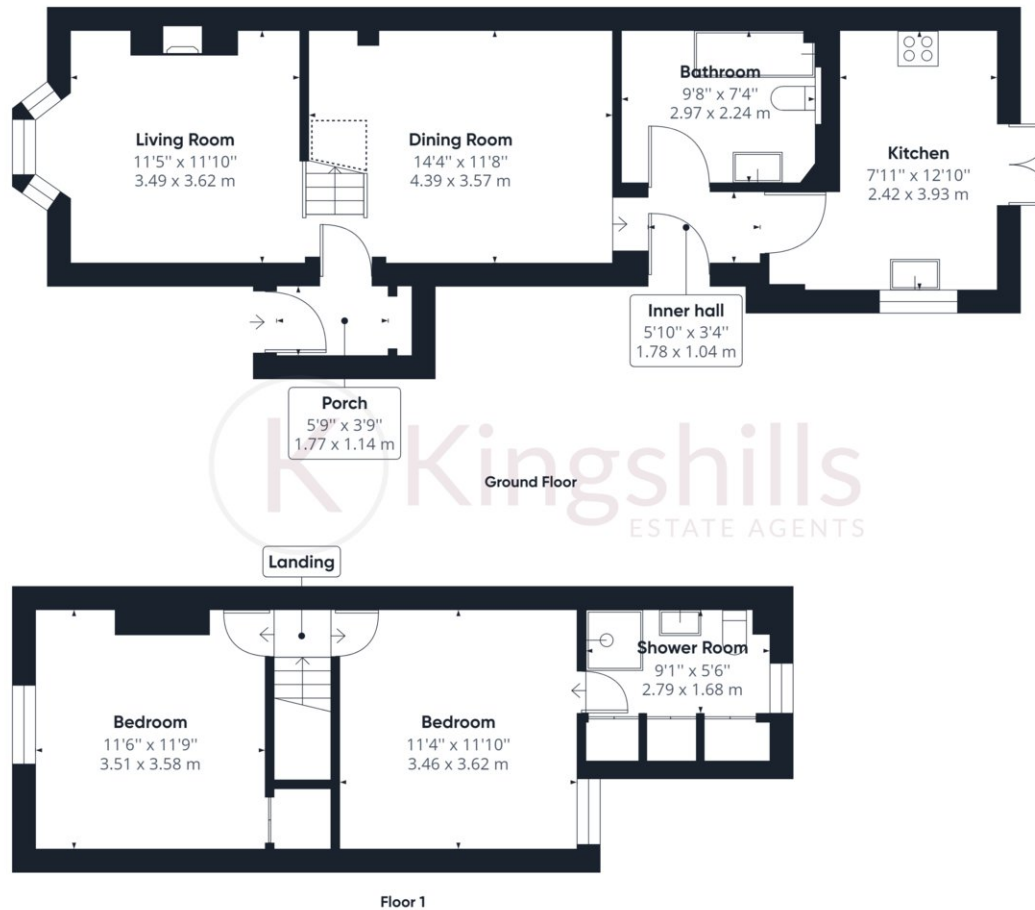 Living Room
11'5'' x 11'10''
3.49 x 3.62 m
Dining Room
14'4'' x 11'8''
4.39 x 3.57 m
Bathroom
9'8'' x 7'4''
2.97 x 2.24 m
Kitchen
7'11'' x 12'10''
2.42 x 3.93 m
Inner hall
5'10'' x 3'4''
1.78 x 1.04 m
Porch
5'9'' x 3'9''
1.77 x 1.14 m
K Kingshills
ESTATE AGENTS
Ground Floor
Landing
Bedroom
11'6'' x 11'9''
3.51 x 3.58 m
Bedroom
11'4'' x 11'10''
3.46 x 3.62 m
Shower Room
9'1'' x 5'6''
2.79 x 1.68 m
Floor 1